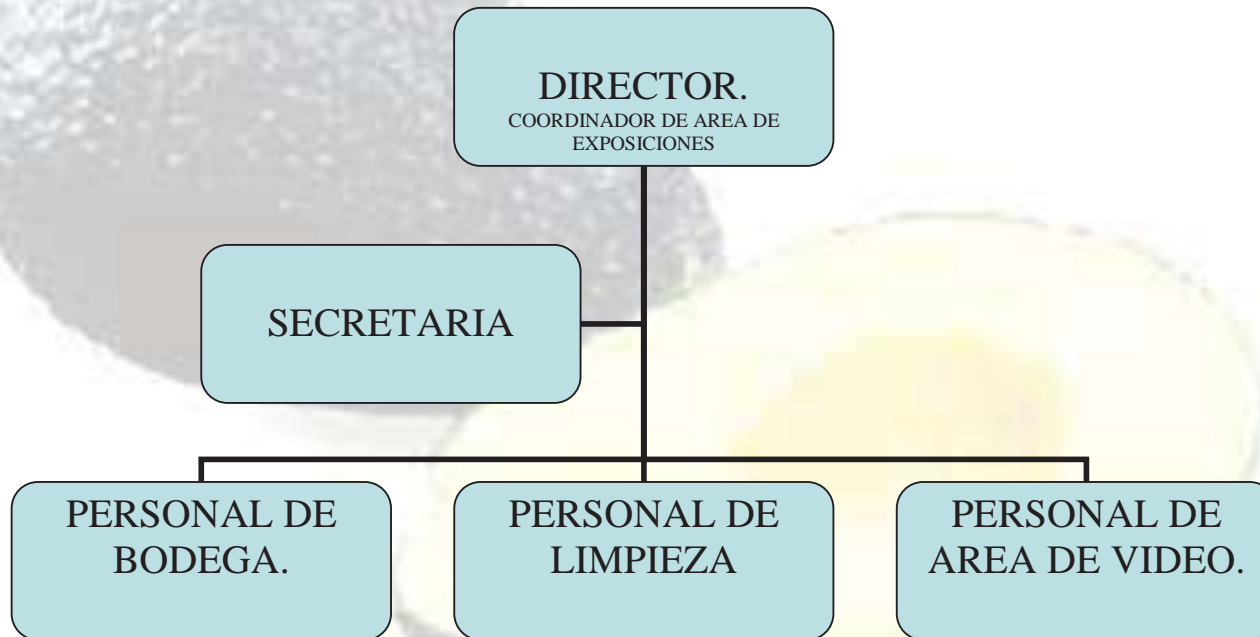 DIRECTOR.
COORDINADOR DE AREA DE
EXPOSICIONES
SECRETARIA
PERSONAL DE
BODEGA.
PERSONAL DE
LIMPIEZA
PERSONAL DE
AREA DE VIDEO.